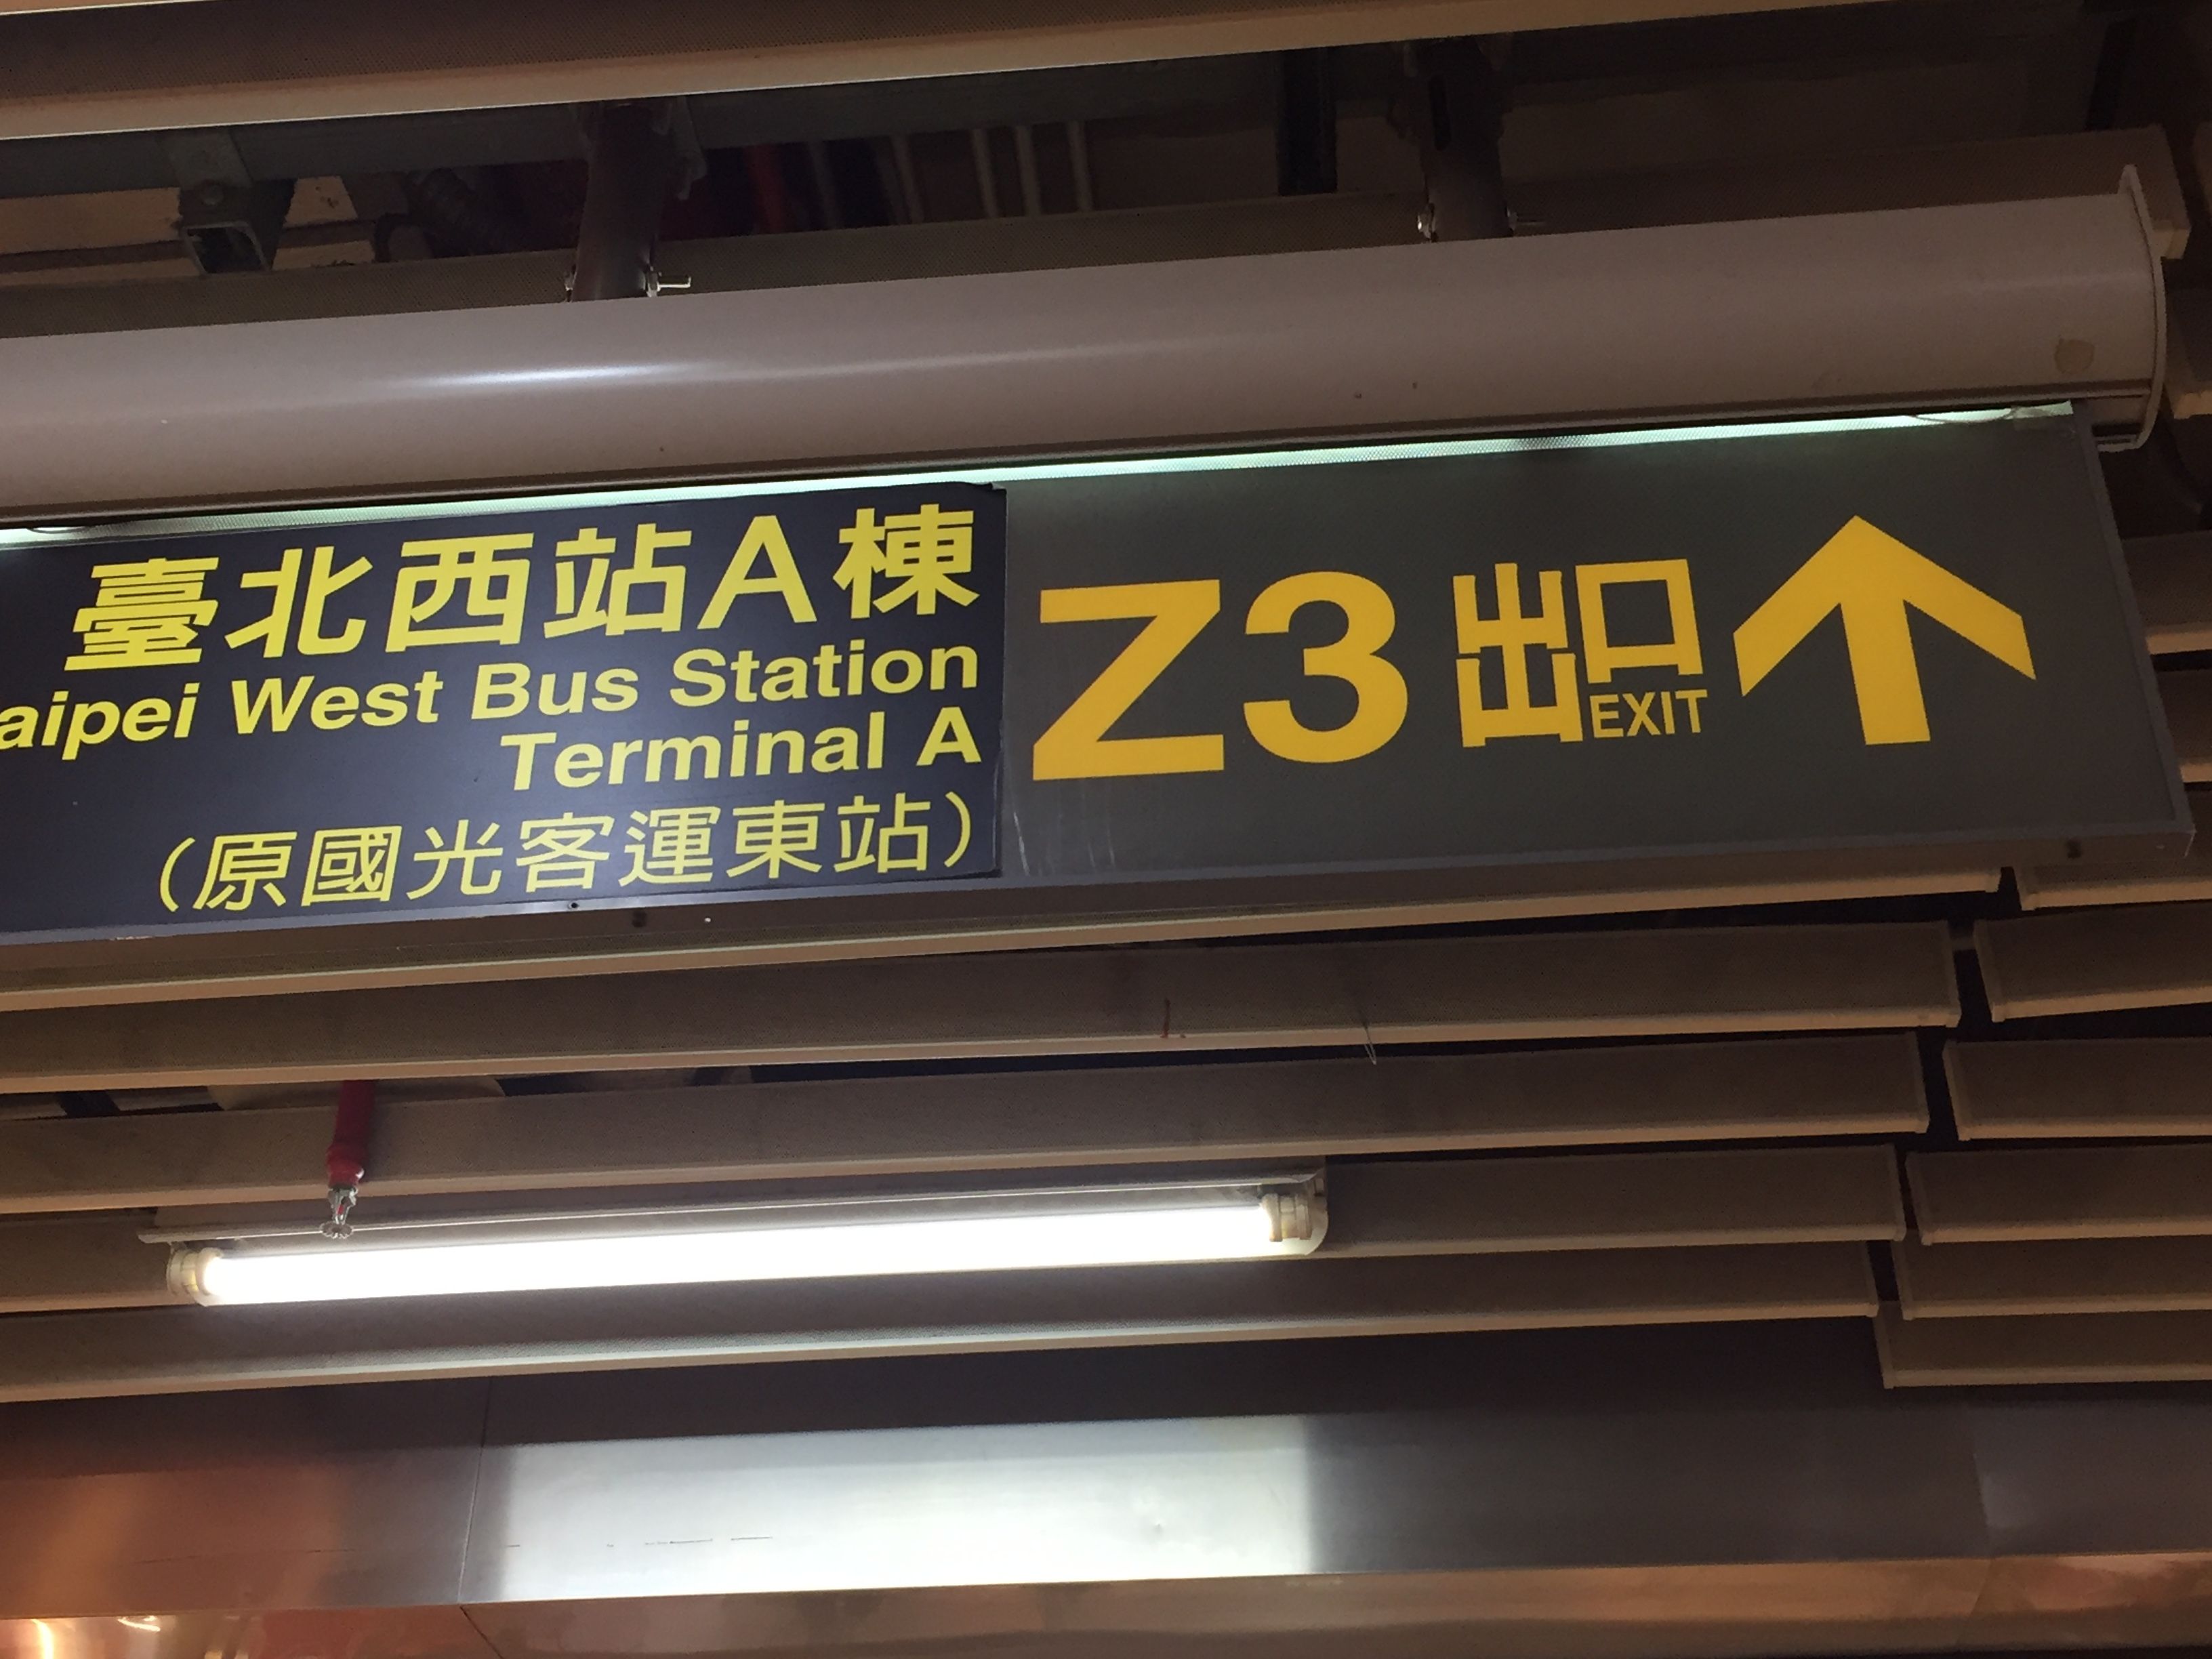 臺北西站A棟
aipei West Bus Station
Terminal A
(原國光客運東站)
Z3 出口 EXIT